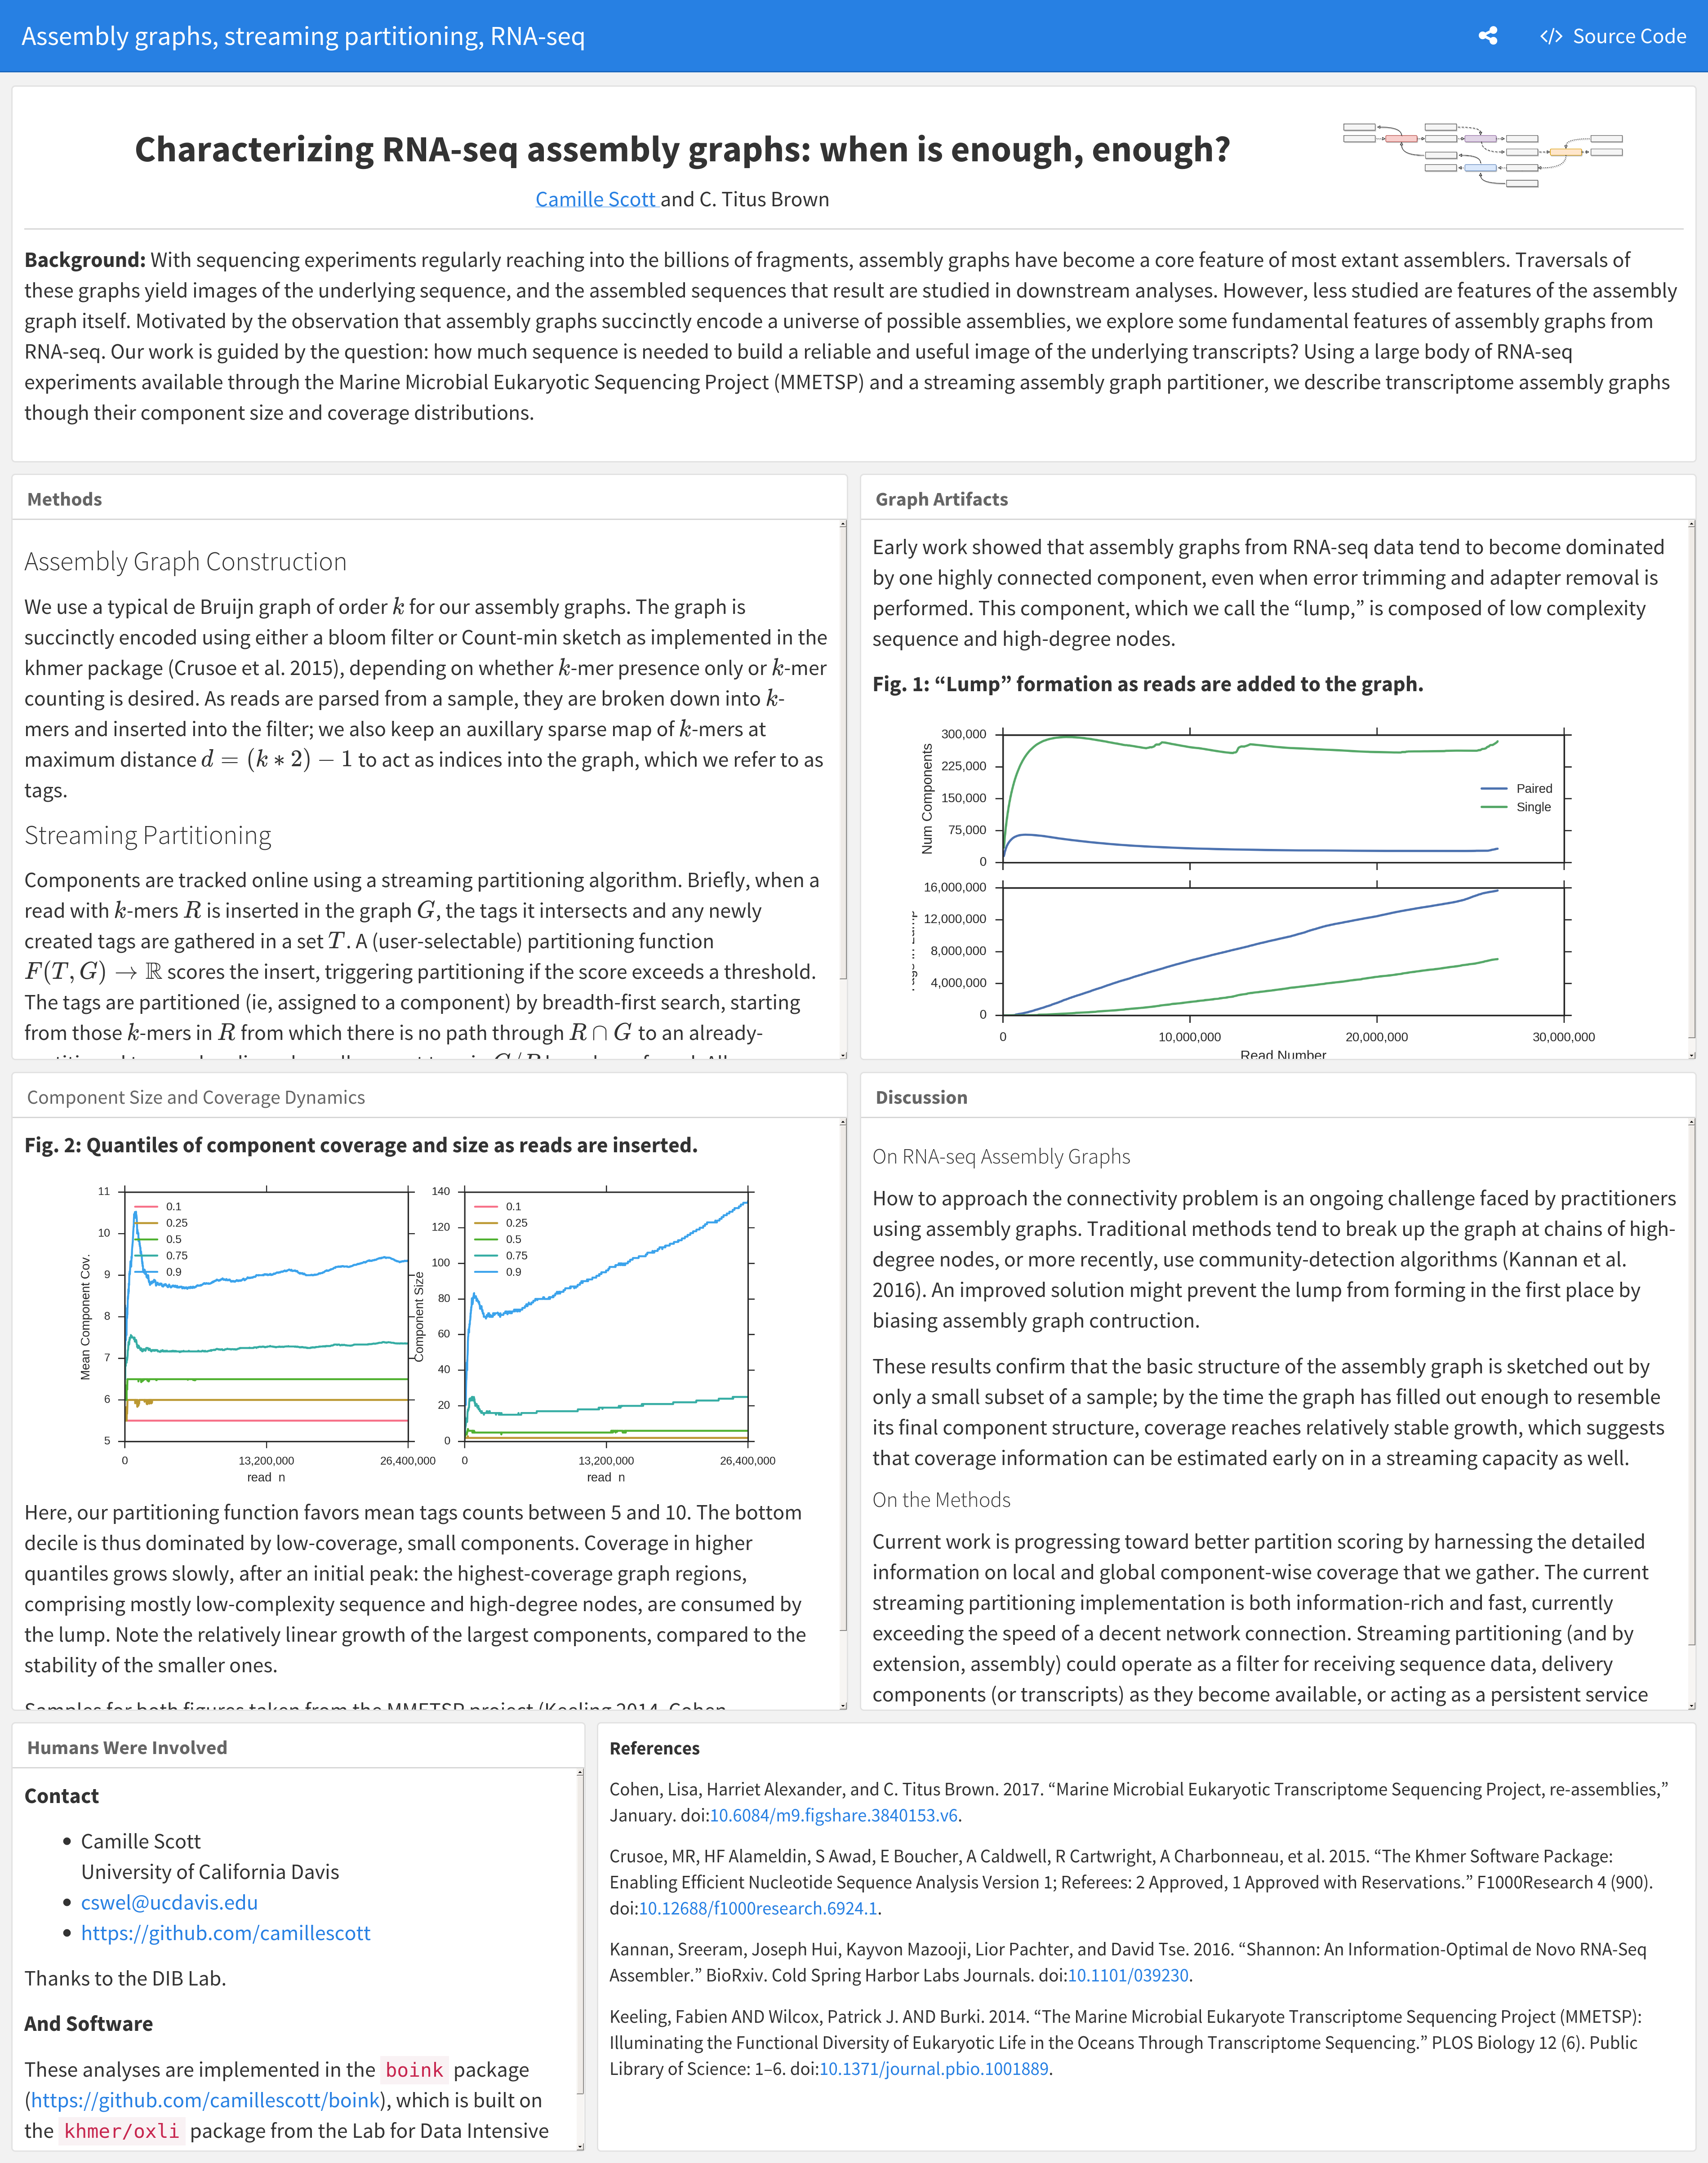 Assembly graphs, streaming partitioning, RNA-seq
</> Source Code
Characterizing RNA-seq assembly graphs: when is enough, enough?
Camille Scott and C. Titus Brown
Background: With sequencing experiments regularly reaching into the billions of fragments, assembly graphs have become a core feature of most extant assemblers. Traversals of
these graphs yield images of the underlying sequence, and the assembled sequences that result are studied in downstream analyses. However, less studied are features of the assembly
graph itself. Motivated by the observation that assembly graphs succinctly encode a universe of possible assemblies, we explore some fundamental features of assembly graphs from
RNA-seq. Our work is guided by the question: how much sequence is needed to build a reliable and useful image of the underlying transcripts? Using a large body of RNA-seq
experiments available through the Marine Microbial Eukaryotic Sequencing Project (MMETSP) and a streaming assembly graph partitioner, we describe transcriptome assembly graphs
though their component size and coverage distributions.
Methods
Assembly Graph Construction
We use a typical de Bruijn graph of order k for our assembly graphs. The graph is
succinctly encoded using either a bloom filter or Count-min sketch as implemented in the
khmer package (Crusoe et al. 2015), depending on whether k-mer presence only or k-mer
counting is desired. As reads are parsed from a sample, they are broken down into k-
mers and inserted into the filter; we also keep an auxillary sparse map of k-mers at
maximum distance d = (k ∗ 2) − 1 to act as indices into the graph, which we refer to as
tags.
Streaming Partitioning
Components are tracked online using a streaming partitioning algorithm. Briefly, when a
read with k-mers R is inserted in the graph G, the tags it intersects and any newly
created tags are gathered in a set T. A (user-selectable) partitioning function
F(T, G) → ℝ scores the insert, triggering partitioning if the score exceeds a threshold.
The tags are partitioned (ie, assigned to a component) by breadth-first search, starting
from those k-mers in R from which there is no path through R ∩ G to an already-
Graph Artifacts
Early work showed that assembly graphs from RNA-seq data tend to become dominated
by one highly connected component, even when error trimming and adapter removal is
performed. This component, which we call the “lump,” is composed of low complexity
sequence and high-degree nodes.
Fig. 1: “Lump” formation as reads are added to the graph.
Num Components
300,000
225,000
150,000
75,000
0
Paired
Single
16,000,000
12,000,000
8,000,000
4,000,000
0
0
10,000,000
20,000,000
30,000,000
Read Number
Component Size and Coverage Dynamics
Fig. 2: Quantiles of component coverage and size as reads are inserted.
Mean Component Cov.
11
10
9
8
7
6
5
0.1
0.25
0.5
0.75
0.9
0
13,200,000
26,400,000
read n
Component Size
140
120
100
80
60
40
20
0
0.1
0.25
0.5
0.75
0.9
0
13,200,000
26,400,000
read n
Here, our partitioning function favors mean tags counts between 5 and 10. The bottom
decile is thus dominated by low-coverage, small components. Coverage in higher
quantiles grows slowly, after an initial peak: the highest-coverage graph regions,
comprising mostly low-complexity sequence and high-degree nodes, are consumed by
the lump. Note the relatively linear growth of the largest components, compared to the
stability of the smaller ones.
Samples for both figures taken from the MMETSP project (Keeling 2014, Cohen
Discussion
On RNA-seq Assembly Graphs
How to approach the connectivity problem is an ongoing challenge faced by practitioners
using assembly graphs. Traditional methods tend to break up the graph at chains of high-
degree nodes, or more recently, use community-detection algorithms (Kannan et al.
2016). An improved solution might prevent the lump from forming in the first place by
biasing assembly graph contruction.
These results confirm that the basic structure of the assembly graph is sketched out by
only a small subset of a sample; by the time the graph has filled out enough to resemble
its final component structure, coverage reaches relatively stable growth, which suggests
that coverage information can be estimated early on in a streaming capacity as well.
On the Methods
Current work is progressing toward better partition scoring by harnessing the detailed
information on local and global component-wise coverage that we gather. The current
streaming partitioning implementation is both information-rich and fast, currently
exceeding the speed of a decent network connection. Streaming partitioning (and by
extension, assembly) could operate as a filter for receiving sequence data, delivery
components (or transcripts) as they become available, or acting as a persistent service
Humans Were Involved
Contact
• Camille Scott
University of California Davis
• cswel@ucdavis.edu
• https://github.com/camillescott
Thanks to the DIB Lab.
And Software
These analyses are implemented in the boink package
(https://github.com/camillescott/boink), which is built on
the khmer/oxli package from the Lab for Data Intensive
References
Cohen, Lisa, Harriet Alexander, and C. Titus Brown. 2017. “Marine Microbial Eukaryotic Transcriptome Sequencing Project, re-assemblies,”
January. doi:10.6084/m9.figshare.3840153.v6.
Crusoe, MR, HF Alameldin, S Awad, E Boucher, A Caldwell, R Cartwright, A Charbonneau, et al. 2015. “The Khmer Software Package:
Enabling Efficient Nucleotide Sequence Analysis Version 1; Referees: 2 Approved, 1 Approved with Reservations.” F1000Research 4 (900).
doi:10.12688/f1000research.6924.1.
Kannan, Sreeram, Joseph Hui, Kayvon Mazooji, Lior Pachter, and David Tse. 2016. “Shannon: An Information-Optimal de Novo RNA-Seq
Assembler.” BioRxiv. Cold Spring Harbor Labs Journals. doi:10.1101/039230.
Keeling, Fabien AND Wilcox, Patrick J. AND Burki. 2014. “The Marine Microbial Eukaryote Transcriptome Sequencing Project (MMETSP):
Illuminating the Functional Diversity of Eukaryotic Life in the Oceans Through Transcriptome Sequencing.” PLOS Biology 12 (6). Public
Library of Science: 1–6. doi:10.1371/journal.pbio.1001889.